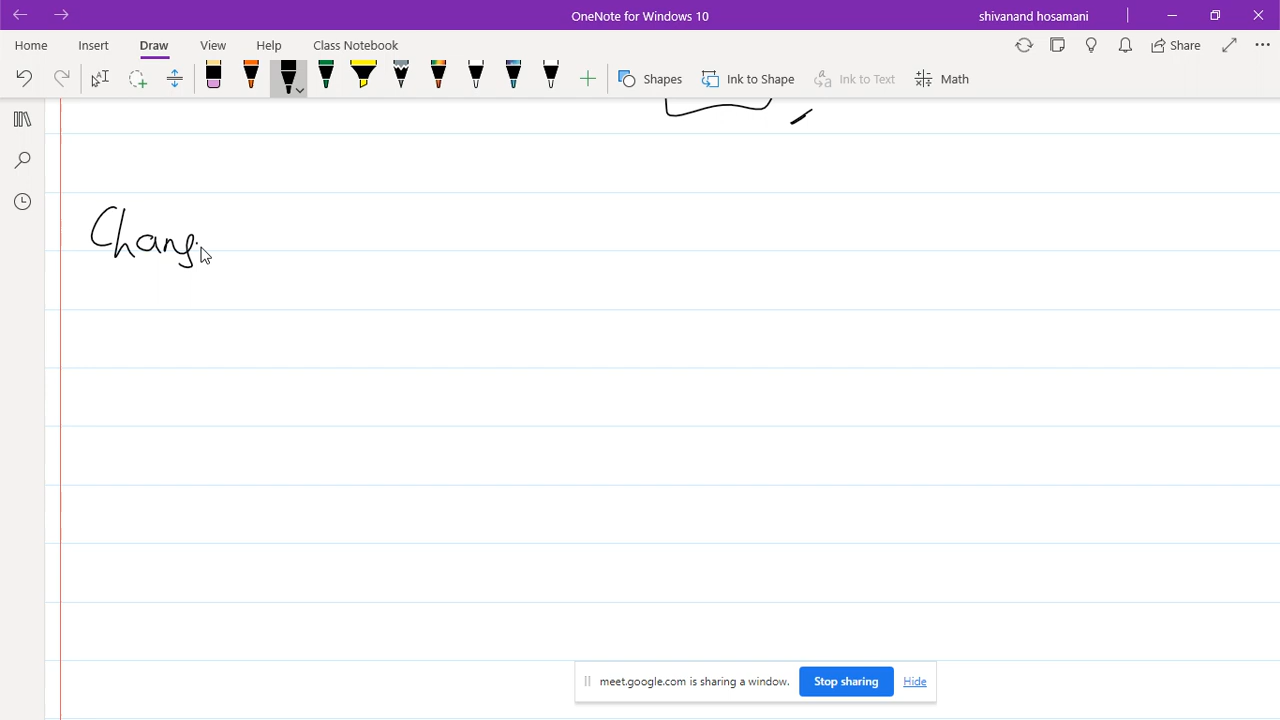 OneNote for Windows 10
shivanand hosamani
Home Insert Draw View Help Class Notebook
Share
Shapes Ink to Shape Ink to Text Math
Chang
meet.google.com is sharing a window. Stop sharing Hide